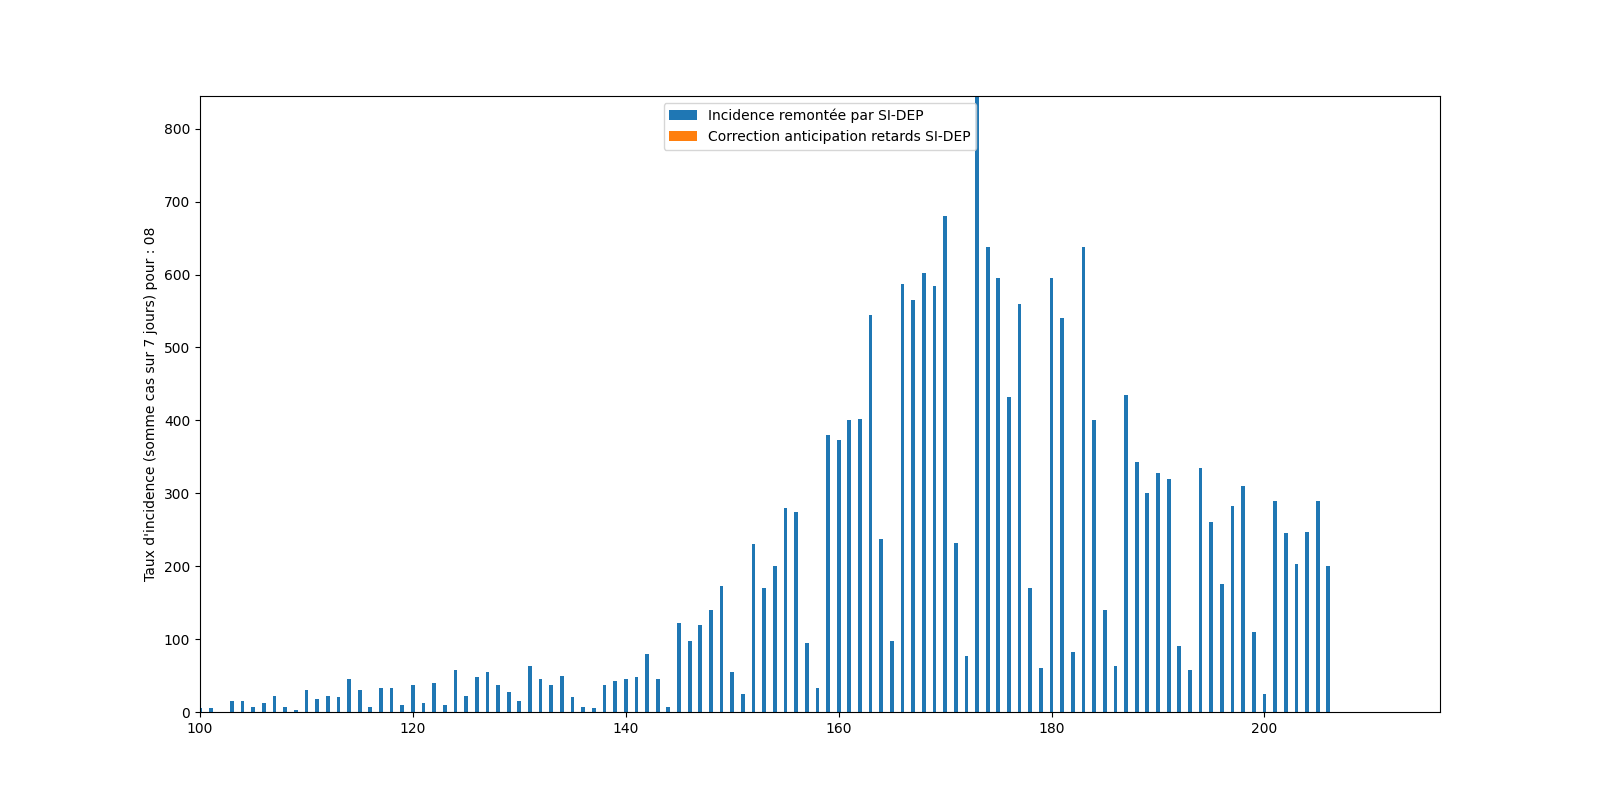 Incidence remontée par SI-DEP
Correction anticipation retards SI-DEP
Taux d'incidence (somme cas sur 7 jours) pour : 08
800
700
600
500
400
300
200
100
0
100 120 140 160 180 200